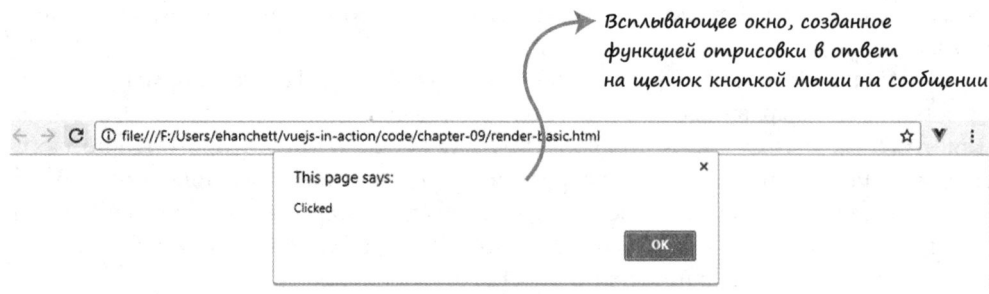 Всплывающее окно, созданное
функцией отрисовки в ответ
на щелчок кнопкой мыши на сообщении
file:///F:/Users/ehanchett/vuejs-in-action/code/chapter-09/render-basic.html
This page says:
Clicked
OK